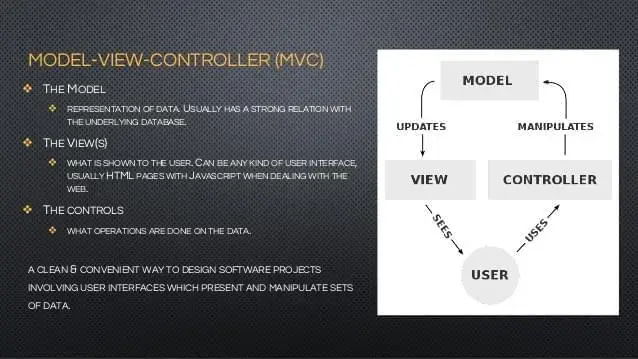 MODEL-VIEW-CONTROLLER (MVC)
THE MODEL
REPRESENTATION OF DATA. USUALLY HAS A STRONG RELATION WITH
THE UNDERLYING DATABASE.
THE VIEW(S)
WHAT IS SHOWN TO THE USER. CAN BE ANY KIND OF USER INTERFACE,
USUALLY HTML PAGES WITH JAVASCRIPT WHEN DEALING WITH THE
WEB.
THE CONTROLS
WHAT OPERATIONS ARE DONE ON THE DATA.
A CLEAN & CONVENIENT WAY TO DESIGN SOFTWARE PROJECTS
INVOLVING USER INTERFACES WHICH PRESENT AND MANIPULATE SETS
OF DATA.
MODEL
UPDATES
MANIPULATES
VIEW
CONTROLLER
SEES
USES
USER